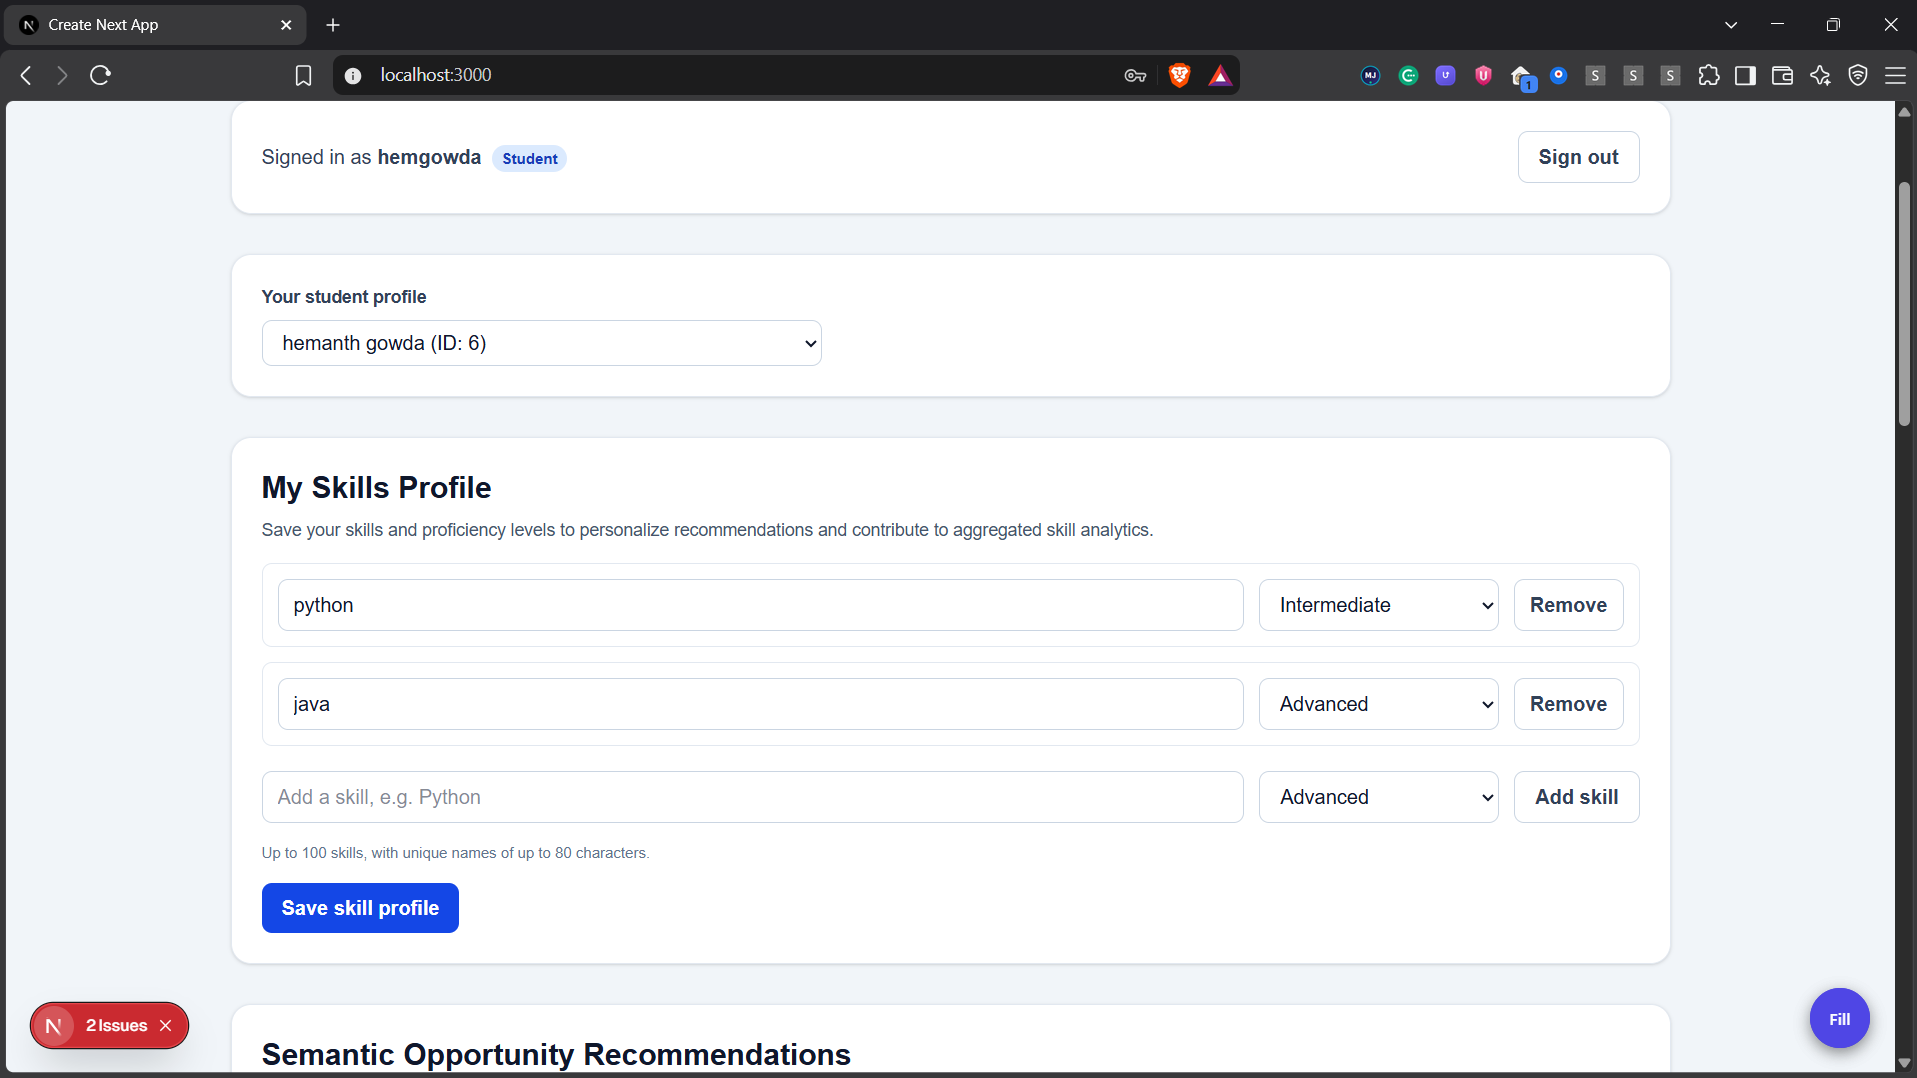 Create Next App
localhost:3000
MJ
U
1
S
S
S
Signed in as hemgowda Student
Sign out
Your student profile
hemanth gowda (ID: 6)
My Skills Profile
Save your skills and proficiency levels to personalize recommendations and contribute to aggregated skill analytics.
python
Intermediate
Remove
java
Advanced
Remove
Add a skill, e.g. Python
Advanced
Add skill
Up to 100 skills, with unique names of up to 80 characters.
Save skill profile
N 2 Issues
Fill
Semantic Opportunity Recommendations